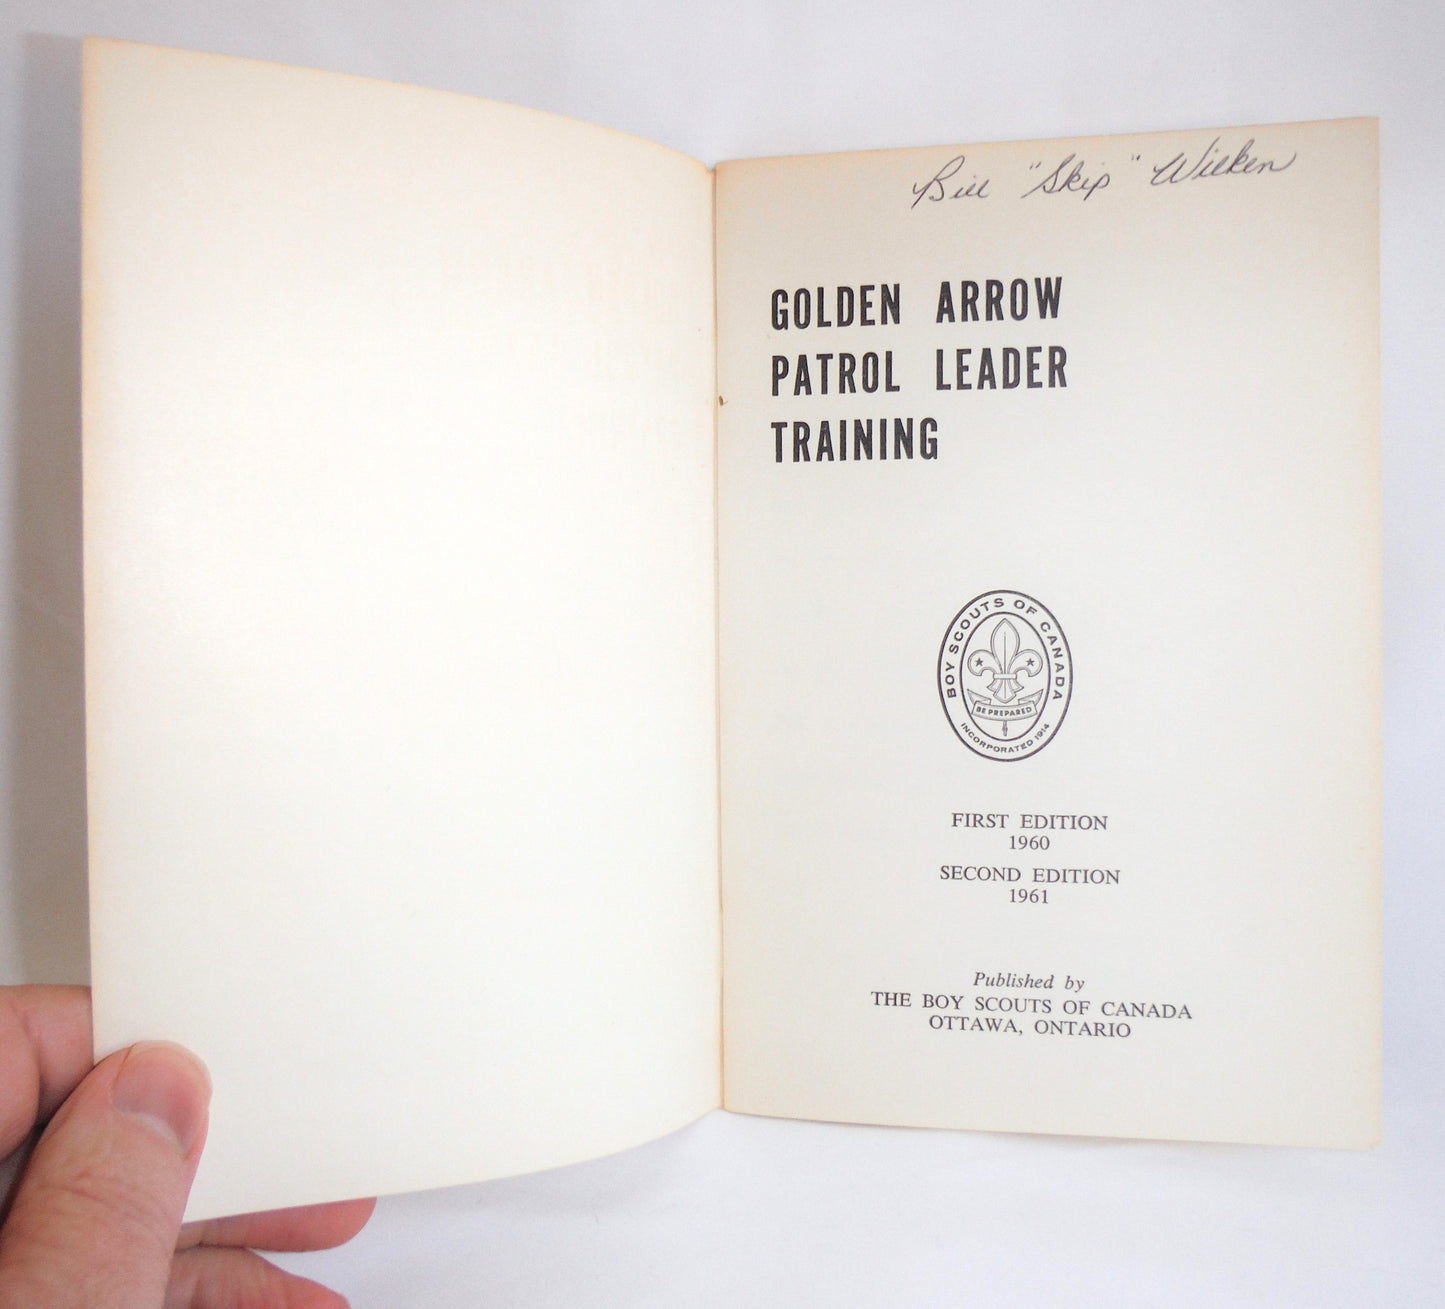 Bill "Skip" Wilken
GOLDEN ARROW
PATROL LEADER
TRAINING
BOY SCOUTS OF CANADA
BE PREPARED
INCORPORATED 1914
FIRST EDITION
1960
SECOND EDITION
1961
Published by
THE BOY SCOUTS OF CANADA
OTTAWA, ONTARIO